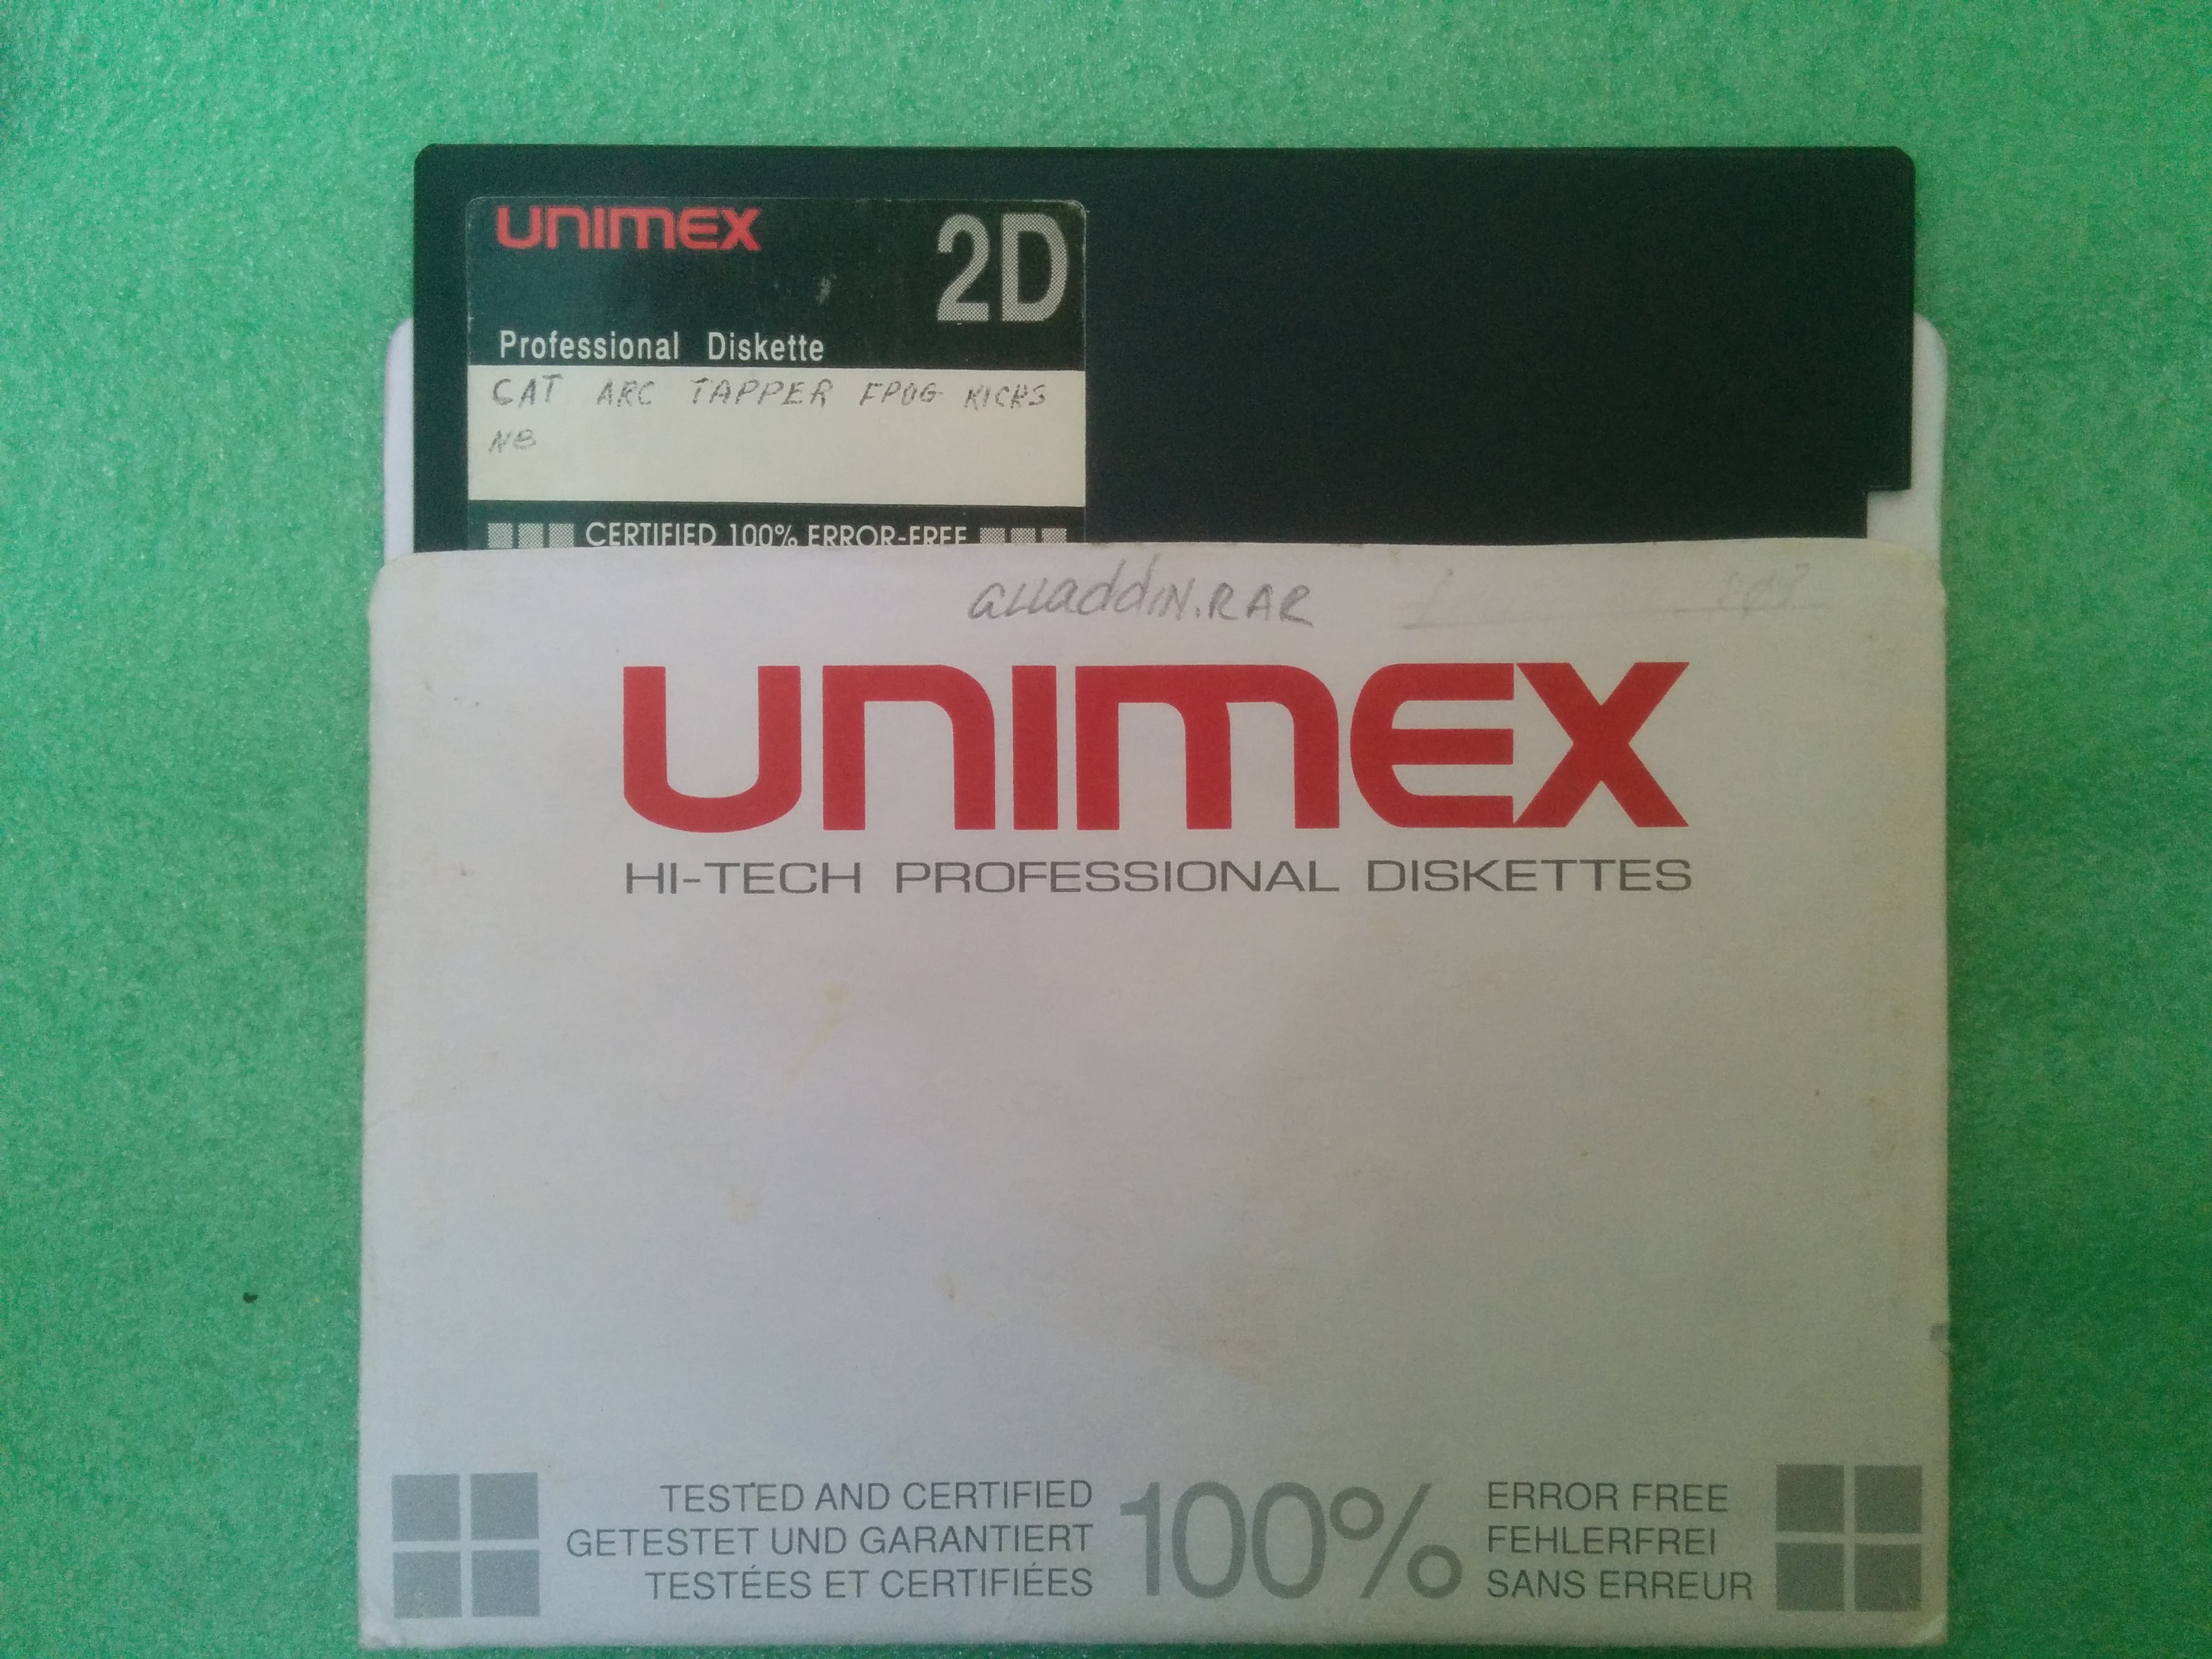 UNIMEX
2D
Professional Diskette
CAT ARC TAPPER FPOG KICKS
NB
CERTIFIED 100% ERROR-FREE
alladdin.RAR
UNIMEX
HI-TECH PROFESSIONAL DISKETTES
TESTED AND CERTIFIED
GETESTET UND GARANTIERT
TESTÉES ET CERTIFIÉES
100%
ERROR FREE
FEHLERFREI
SANS ERREUR